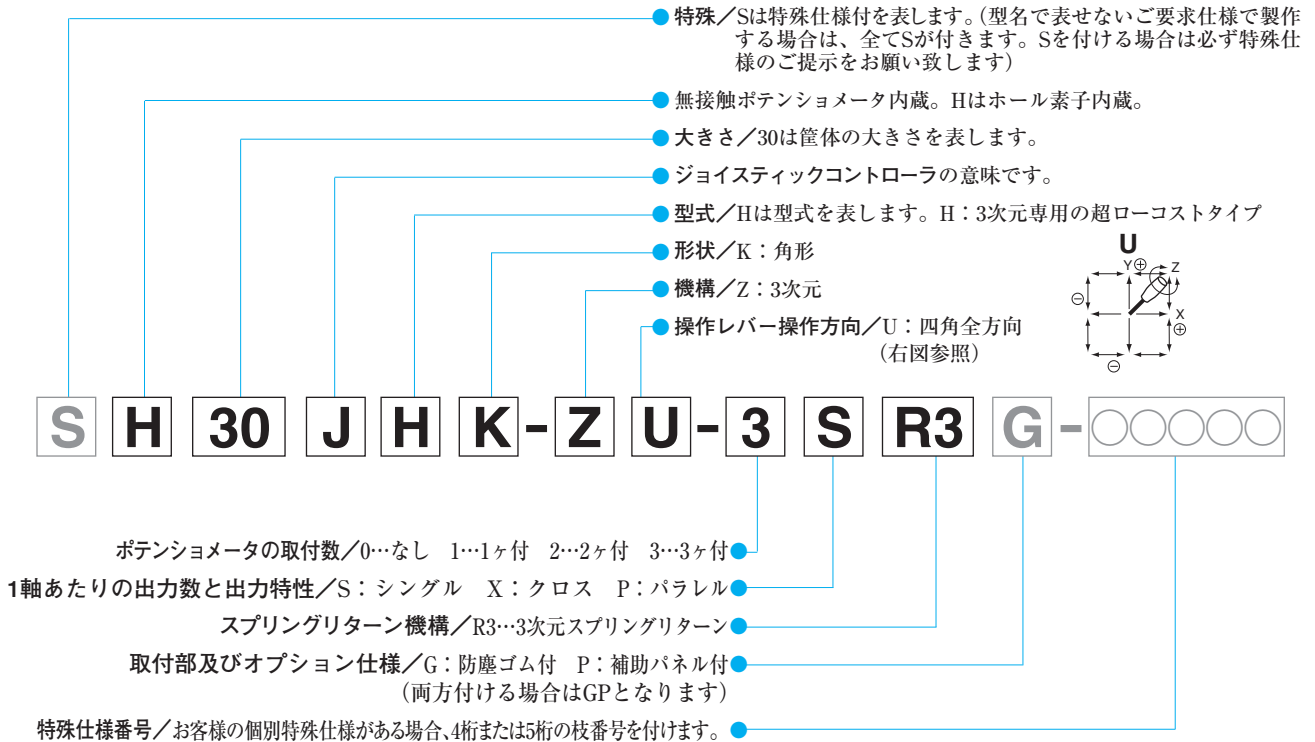 特殊/Sは特殊仕様付を表します。(型名で表せないご要求仕様で製作
する場合は、全てSが付きます。Sを付ける場合は必ず特殊仕
様のご提示をお願い致します)
無接触ポテンショメータ内蔵。Hはホール素子内蔵。
大きさ/30は筐体の大きさを表します。
ジョイスティックコントローラの意味です。
型式/Hは型式を表します。H：3次元専用の超ローコストタイプ
形状/K：角形
機構/Z：3次元
操作レバー操作方向/U：四角全方向
(右図参照)
U
Y⊕ Z
⊖
X
⊕
⊖
S H 30 J H K-Z U-3 S R3 G-○○○○○
ポテンショメータの取付数/0…なし 1…1ヶ付 2…2ヶ付 3…3ヶ付
1軸あたりの出力数と出力特性/S：シングル X：クロス P：パラレル
スプリングリターン機構/R3…3次元スプリングリターン
取付部及びオプション仕様/G：防塵ゴム付 P：補助パネル付
(両方付ける場合はGPとなります)
特殊仕様番号/お客様の個別特殊仕様がある場合、4桁または5桁の枝番号を付けます。